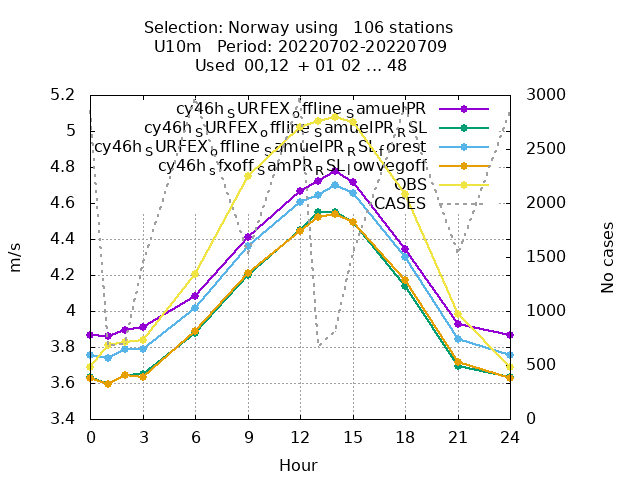 Selection: Norway using   106 stations
U10m   Period: 20220702-20220709
Used  00,12  + 01 02 ... 48
cy46h_SURFEX_offline_SamuelPR
cy46h_SURFEX_offline_SamuelPR_RSL
cy46h_SURFEX_offline_SamuelPR_RSL_forest
cy46h_sfxoff_SamPR_RSL_lowvegoff
OBS
CASES
5.2
5
4.8
4.6
4.4
4.2
4
3.8
3.6
3.4
m/s
3000
2500
2000
1500
1000
500
0
No cases
0 3 6 9 12 15 18 21 24
Hour